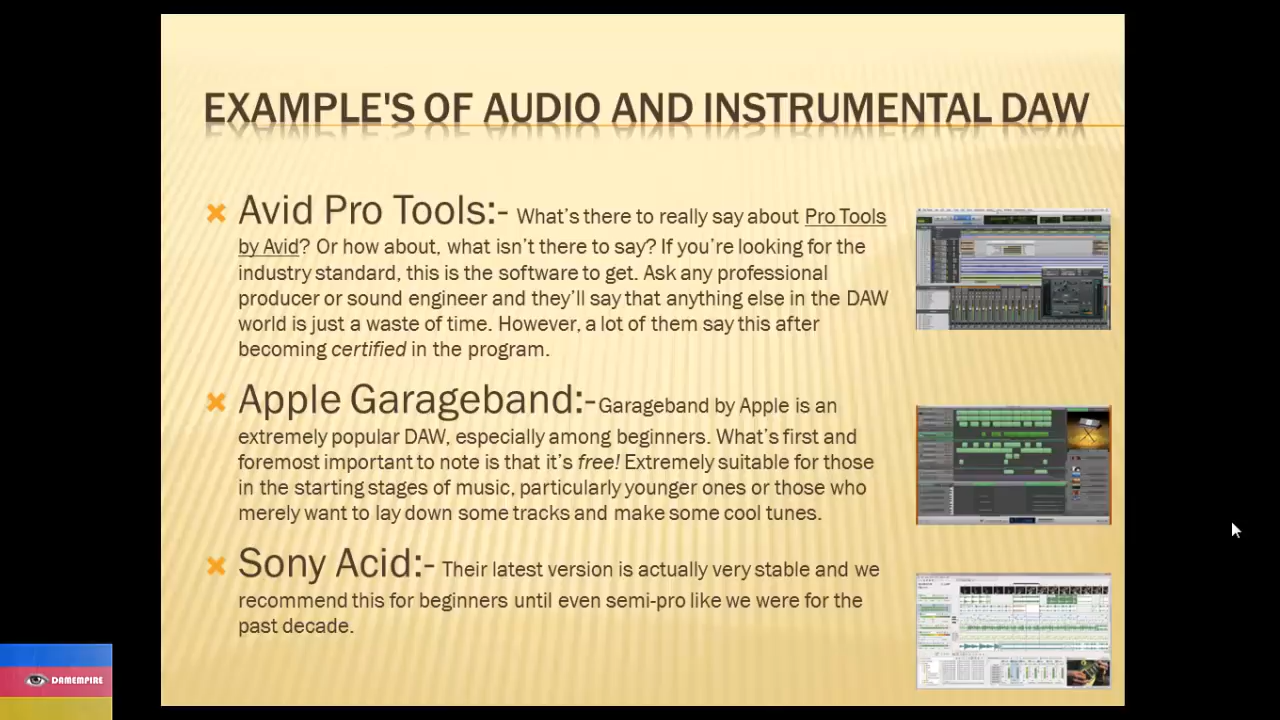 EXAMPLE'S OF AUDIO AND INSTRUMENTAL DAW
Avid Pro Tools:- What's there to really say about Pro Tools
by Avid? Or how about, what isn't there to say? If you're looking for the
industry standard, this is the software to get. Ask any professional
producer or sound engineer and they'll say that anything else in the DAW
world is just a waste of time. However, a lot of them say this after
becoming certified in the program.
Apple Garageband:-Garageband by Apple is an
extremely popular DAW, especially among beginners. What's first and
foremost important to note is that it's free! Extremely suitable for those
in the starting stages of music, particularly younger ones or those who
merely want to lay down some tracks and make some cool tunes.
Sony Acid:- Their latest version is actually very stable and we
recommend this for beginners until even semi-pro like we were for the
past decade.
DAMEMPIRE